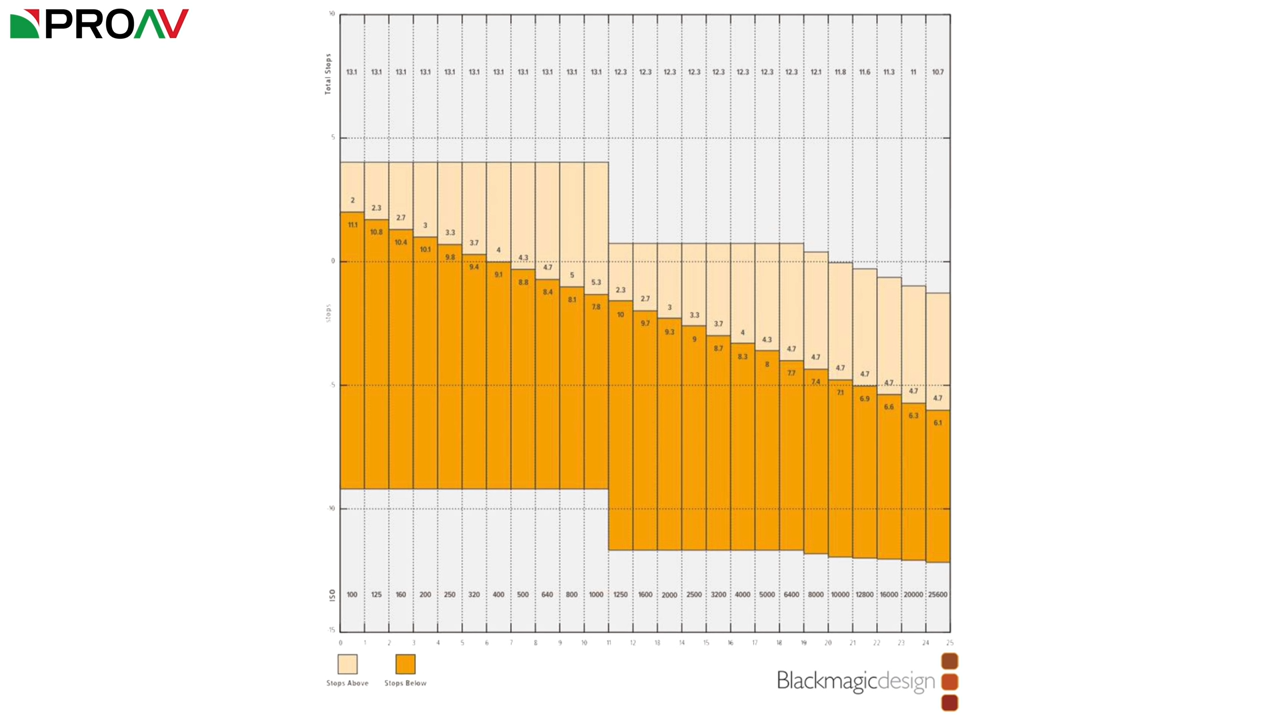 PROAV
10
Total Stops
13.1 13.1 13.1 13.1 13.1 13.1 13.1 13.1 13.1 13.1 13.1 12.3 12.3 12.3 12.3 12.3 12.3 12.3 12.3 12.1 11.8 11.6 11.3 11 10.7
5
2 2.3 2.7 3 3.3 3.7 4 4.3 4.7 5 5.3 2.3 2.7 3 3.3 3.7 4 4.3 4.7 4.7 4.7 4.7 4.7 4.7 4.7
11.1 10.8 10.4 10.1 9.8 9.4 9.1 8.8 8.4 8.1 7.8 10 9.7 9.3 9 8.7 8.3 8 7.7 7.4 7.1 6.9 6.6 6.3 6.1
0
Stops
5
10
ISO
100 125 160 200 250 320 400 500 640 800 1000 1250 1600 2000 2500 3200 4000 5000 6400 8000 10000 12800 16000 20000 25600
15
0 1 2 3 4 5 6 7 8 9 10 11 12 13 14 15 16 17 18 19 20 21 22 23 24 25
Stops Above Stops Below
Blackmagicdesign